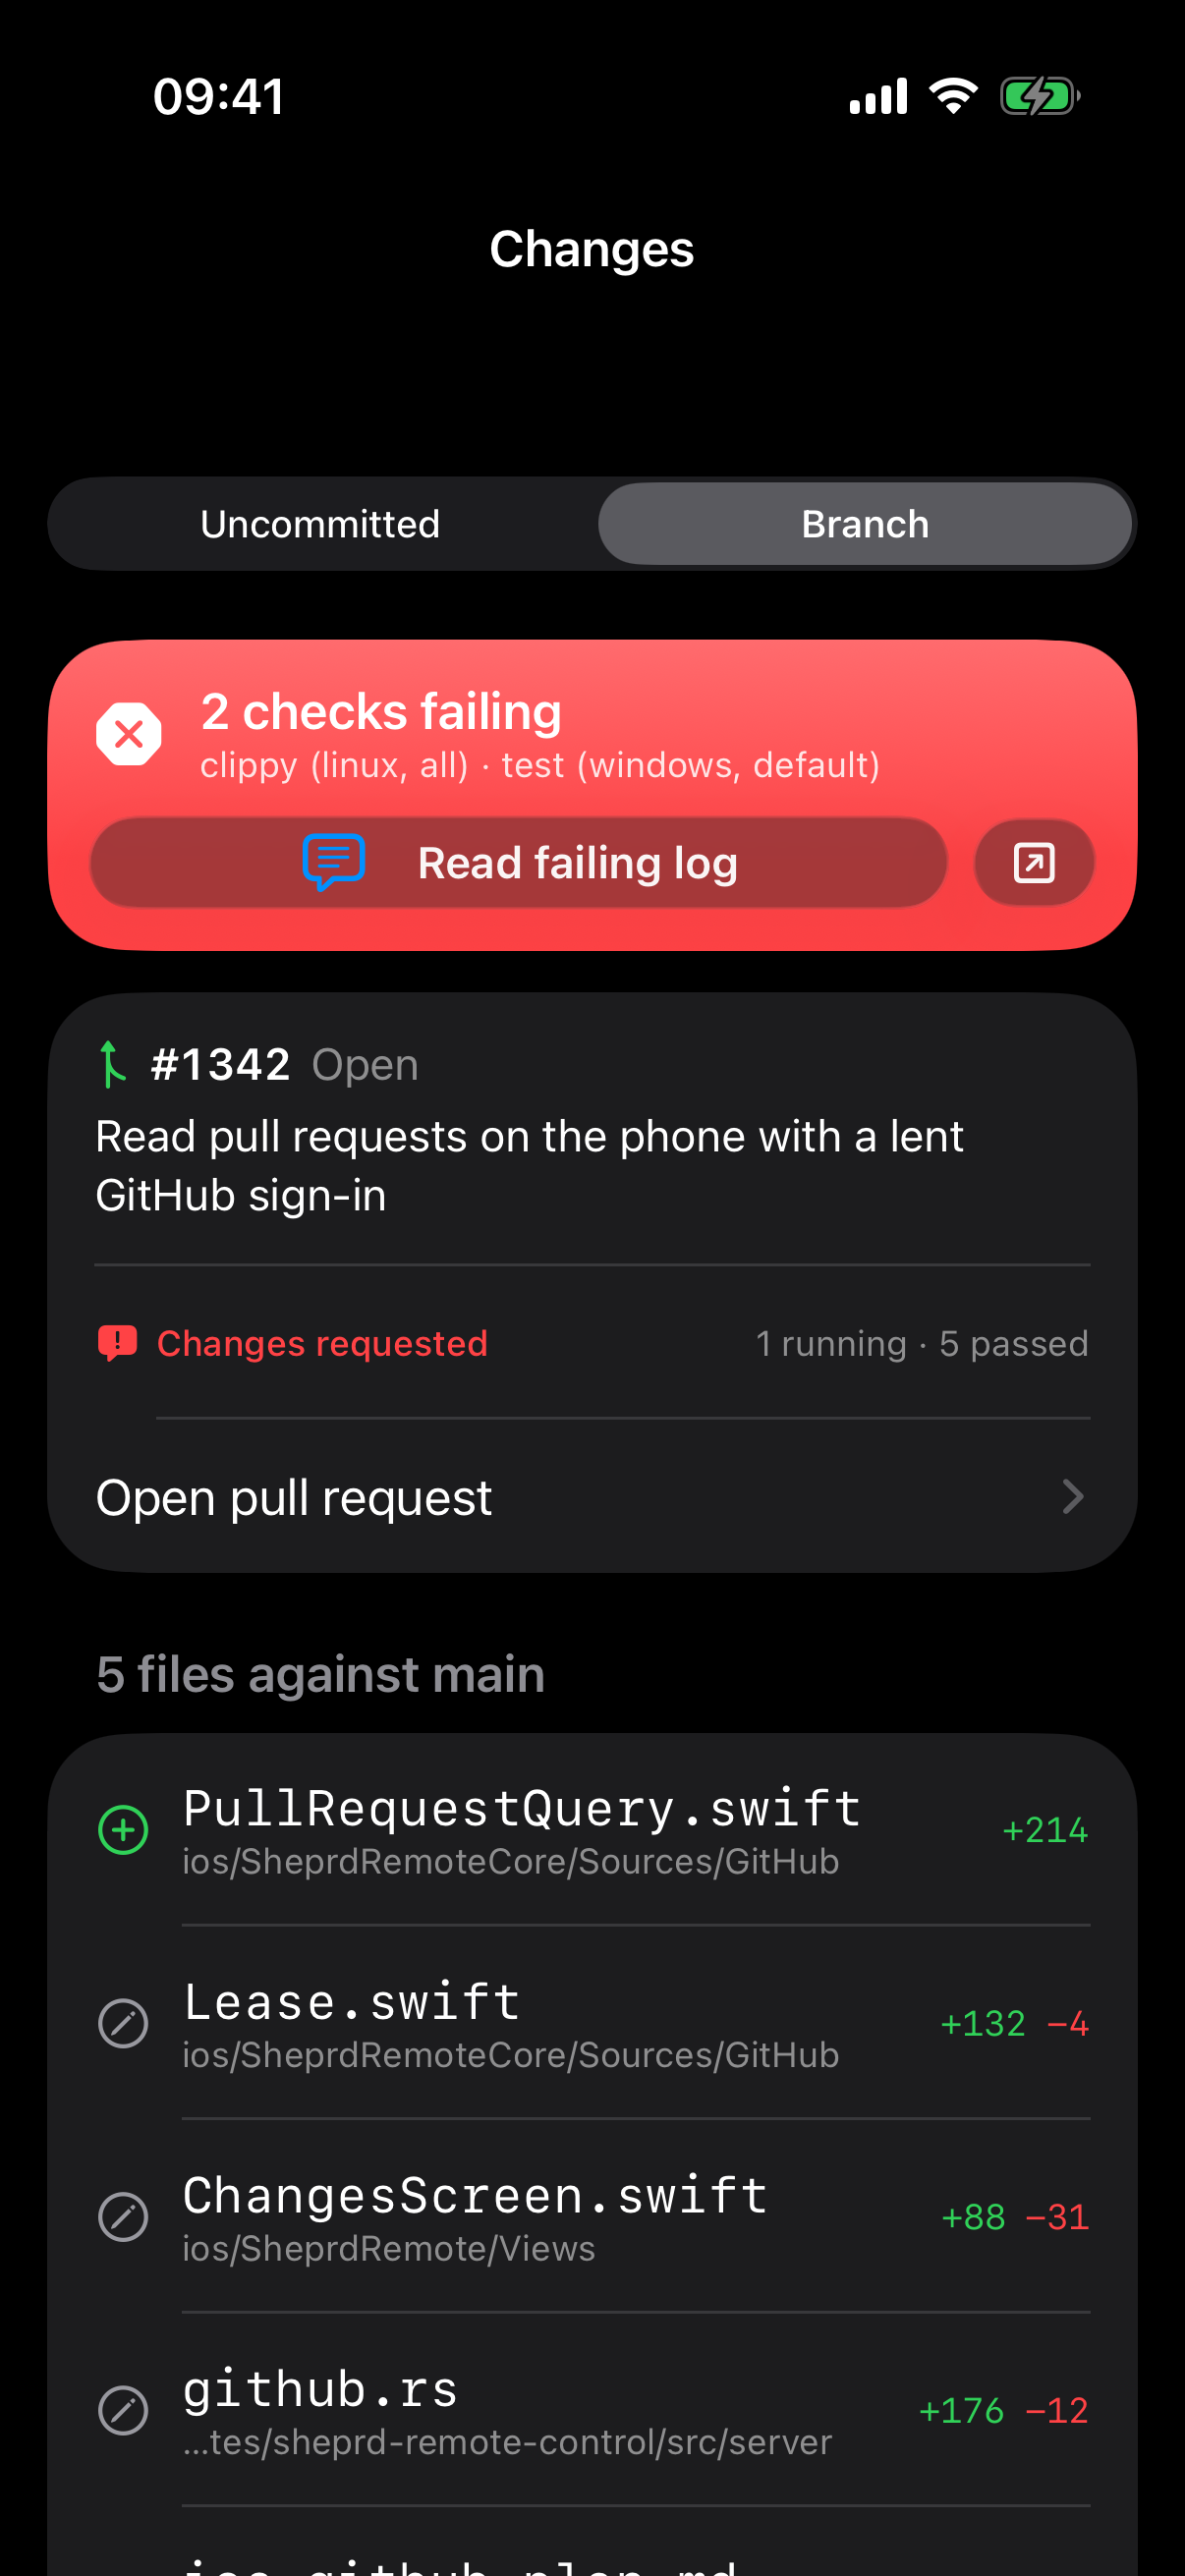 09:41
Changes
Uncommitted
Branch
2 checks failing
clippy (linux, all) · test (windows, default)
Read failing log
#1342 Open
Read pull requests on the phone with a lent
GitHub sign-in
Changes requested
1 running · 5 passed
Open pull request
5 files against main
PullRequestQuery.swift
+214
ios/SheprdRemoteCore/Sources/GitHub
Lease.swift
+132 −4
ios/SheprdRemoteCore/Sources/GitHub
ChangesScreen.swift
+88 −31
ios/SheprdRemote/Views
github.rs
+176 −12
...tes/sheprd-remote-control/src/server